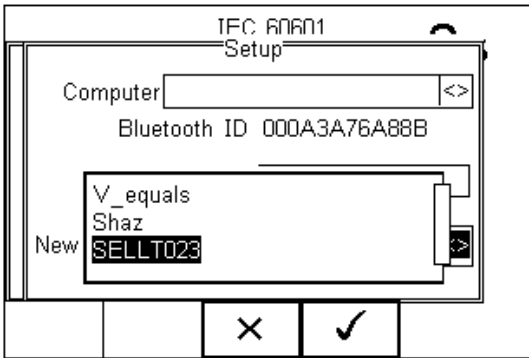 IEC 60601
Setup
Computer <>
Bluetooth ID 000A3A76A88B
V_equals
Shaz
New SELLT023 <>